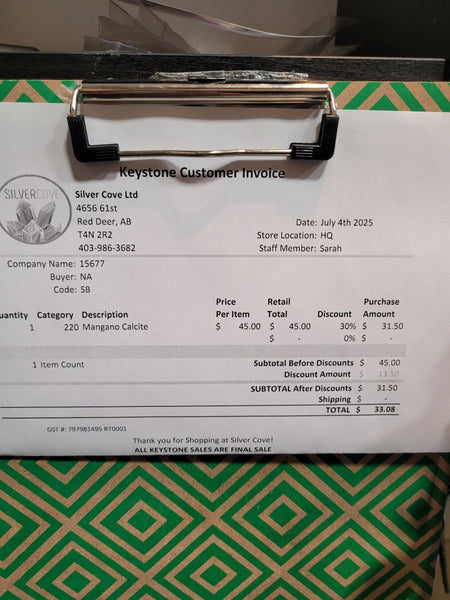 Keystone Customer Invoice
SILVERCOVE
Silver Cove Ltd
4656 61st
Red Deer, AB
T4N 2R2
403-986-3682
Date: July 4th 2025
Store Location: HQ
Staff Member: Sarah
Company Name: 15677
Buyer: NA
Code: SB
uantity Category Description Price Per Item Retail Total Discount Purchase Amount
1 220 Mangano Calcite $ 45.00 $ 45.00 30% $ 31.50
$ - 0% $ -
1 Item Count
Subtotal Before Discounts $ 45.00
Discount Amount $ 13.50
SUBTOTAL After Discounts $ 31.50
Shipping $ -
TOTAL $ 33.08
GST #: 797981495 RT0001
Thank you for Shopping at Silver Cove!
ALL KEYSTONE SALES ARE FINAL SALE